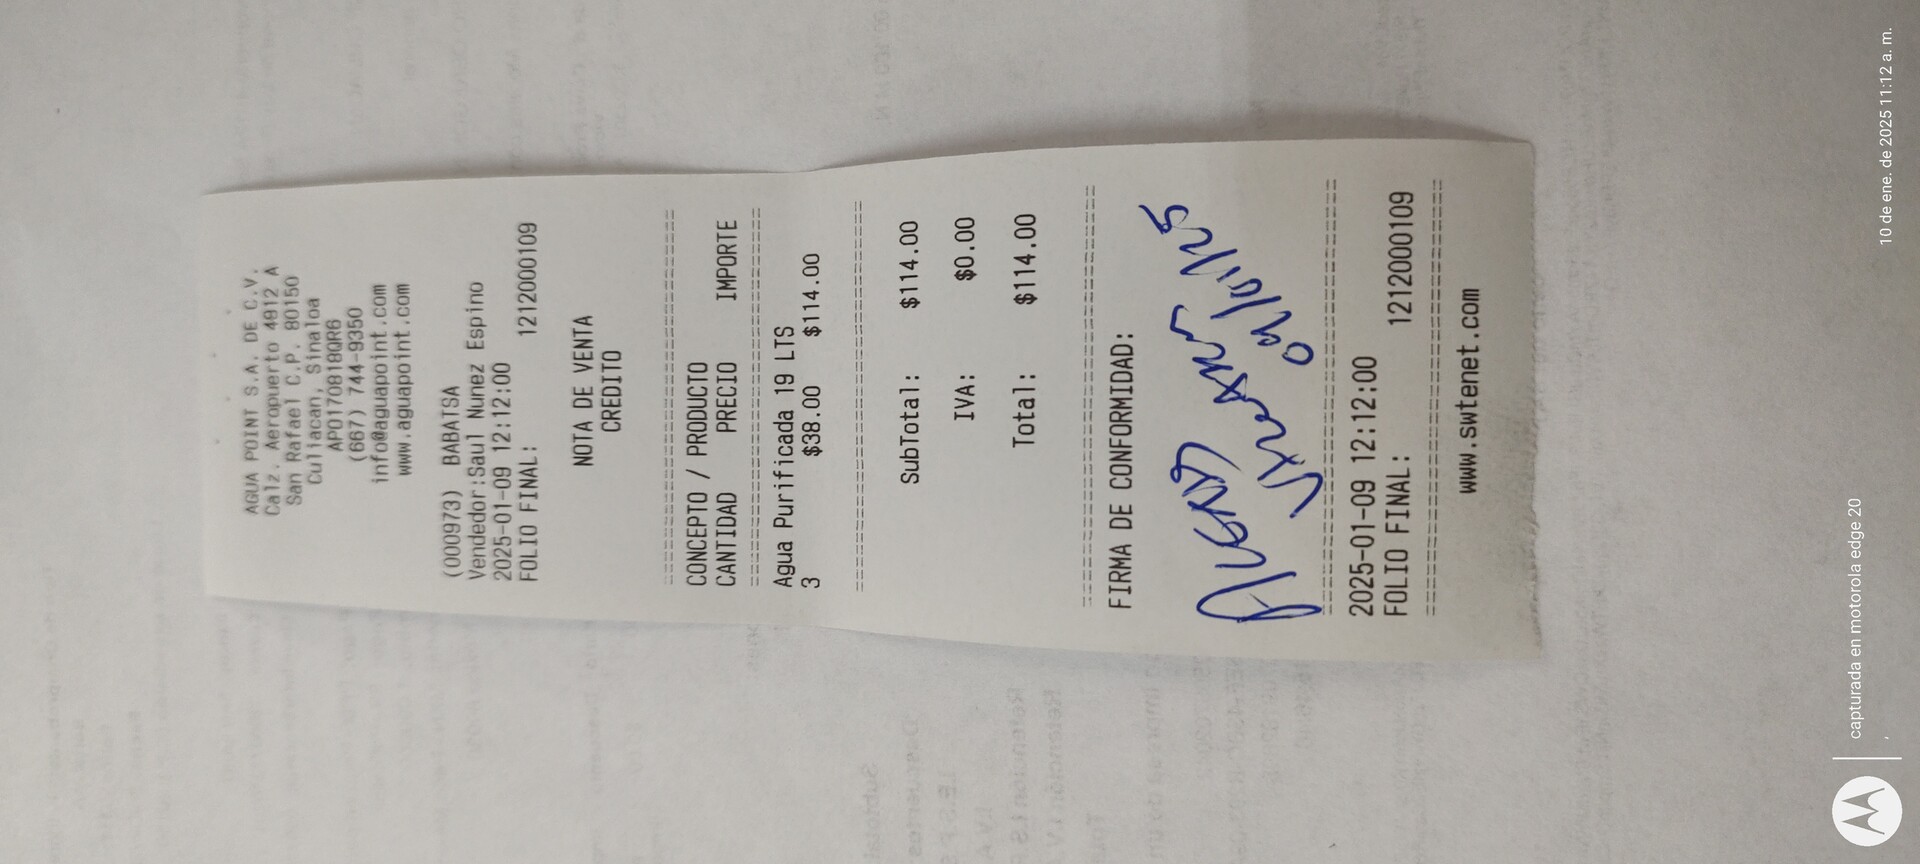 AGUA POINT S.A. DE C.V.
Calz. Aeropuerto 4912 A
San Rafael C.P. 80150
Culiacan, Sinaloa
APO170818QR6
(667) 744-9350
info@aguapoint.com
www.aguapoint.com
(000973) BABATSA
Vendedor:Saul Nunez Espino
2025-01-09 12:12:00
FOLIO FINAL: 1212000109
NOTA DE VENTA
CREDITO
CONCEPTO / PRODUCTO
CANTIDAD PRECIO IMPORTE
Agua Purificada 19 LTS
3 $38.00 $114.00
SubTotal: $114.00
IVA: $0.00
Total: $114.00
FIRMA DE CONFORMIDAD:
2025-01-09 12:12:00
FOLIO FINAL: 1212000109
www.swtenet.com
capturada en motorola edge 20
10 de ene. de 2025 11:12 a. m.